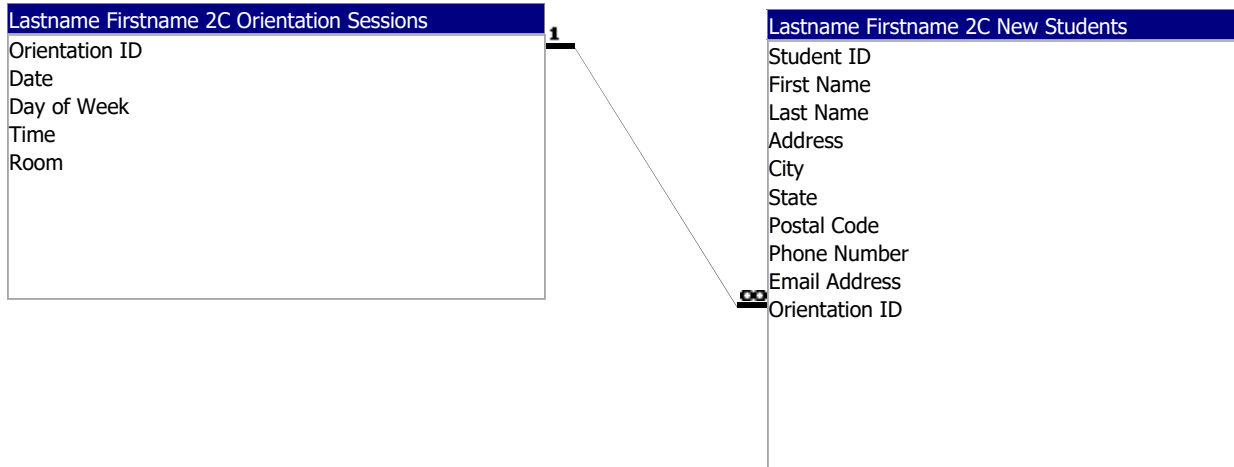 Lastname Firstname 2C Orientation Sessions
Orientation ID
Date
Day of Week
Time
Room
1
∞
Lastname Firstname 2C New Students
Student ID
First Name
Last Name
Address
City
State
Postal Code
Phone Number
Email Address
Orientation ID